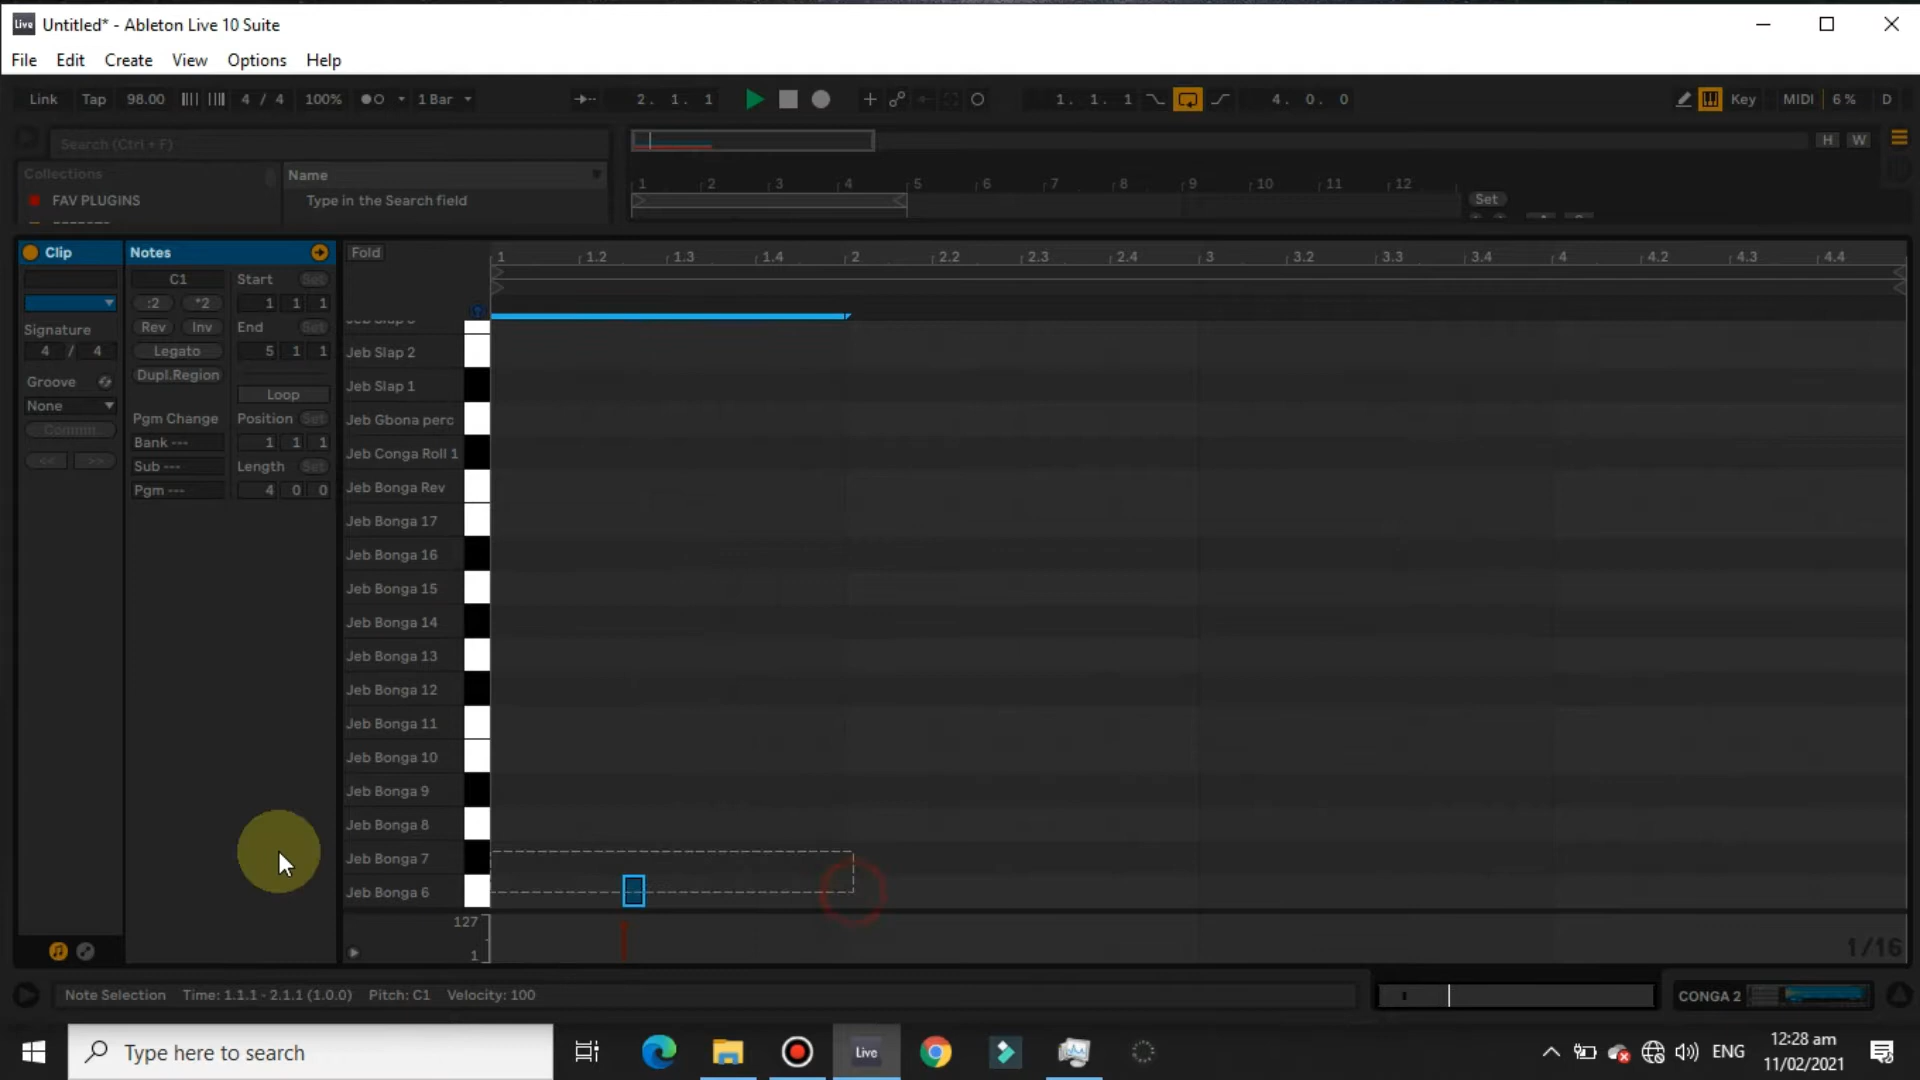 Live Untitled* - Ableton Live 10 Suite
File Edit Create View Options Help
Link Tap 98.00 4 / 4 100% 1 Bar 2. 1. 1 1. 1. 1 4. 0. 0 Key MIDI 6 % D
Search (Ctrl + F) H W
Collections Name
FAV PLUGINS Type in the Search field
1 2 3 4 5 6 7 8 9 10 11 12
Set
Clip Notes Fold
1 1.2 1.3 1.4 2 2.2 2.3 2.4 3 3.2 3.3 3.4 4 4.2 4.3 4.4
C1 Start Set
:2 *2 1 1 1
Signature Rev Inv End Set
4 / 4 Legato 5 1 1
Groove Dupl.Region
None Loop
Commit Pgm Change Position Set
Bank --- 1 1 1
<< >> Sub --- Length Set
Pgm --- 4 0 0
Jeb Slap 2
Jeb Slap 1
Jeb Gbona perc
Jeb Conga Roll 1
Jeb Bonga Rev
Jeb Bonga 17
Jeb Bonga 16
Jeb Bonga 15
Jeb Bonga 14
Jeb Bonga 13
Jeb Bonga 12
Jeb Bonga 11
Jeb Bonga 10
Jeb Bonga 9
Jeb Bonga 8
Jeb Bonga 7
Jeb Bonga 6
127
1
1/16
Note Selection Time: 1.1.1 - 2.1.1 (1.0.0) Pitch: C1 Velocity: 100 CONGA 2
Type here to search Live ENG 12:28 am
11/02/2021